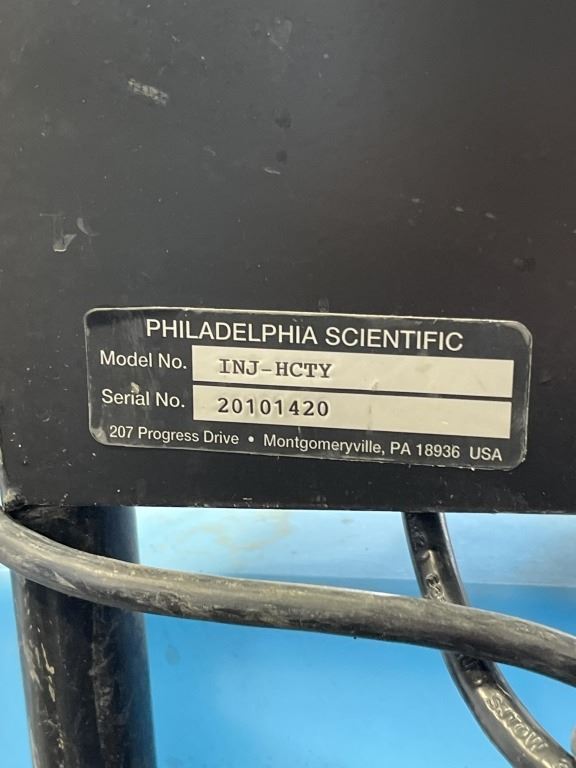 PHILADELPHIA SCIENTIFIC
Model No. INJ-HCTY
Serial No. 20101420
207 Progress Drive • Montgomeryville, PA 18936 USA